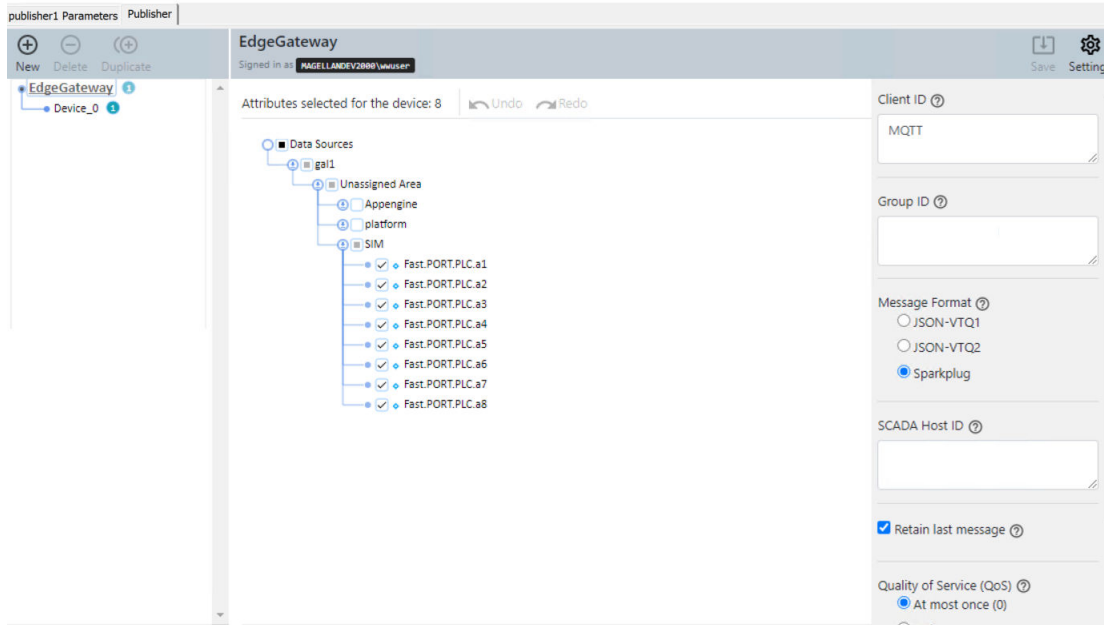 publisher1 Parameters Publisher
New Delete Duplicate
EdgeGateway 1
Device_0 1
EdgeGateway
Signed in as MAGELLANDEV2000\wwuser
Save Setting
Attributes selected for the device: 8 Undo Redo
Data Sources
gal1
Unassigned Area
Appengine
platform
SIM
Fast.PORT.PLC.a1
Fast.PORT.PLC.a2
Fast.PORT.PLC.a3
Fast.PORT.PLC.a4
Fast.PORT.PLC.a5
Fast.PORT.PLC.a6
Fast.PORT.PLC.a7
Fast.PORT.PLC.a8
Client ID
MQTT
Group ID
Message Format
JSON-VTQ1
JSON-VTQ2
Sparkplug
SCADA Host ID
Retain last message
Quality of Service (QoS)
At most once (0)